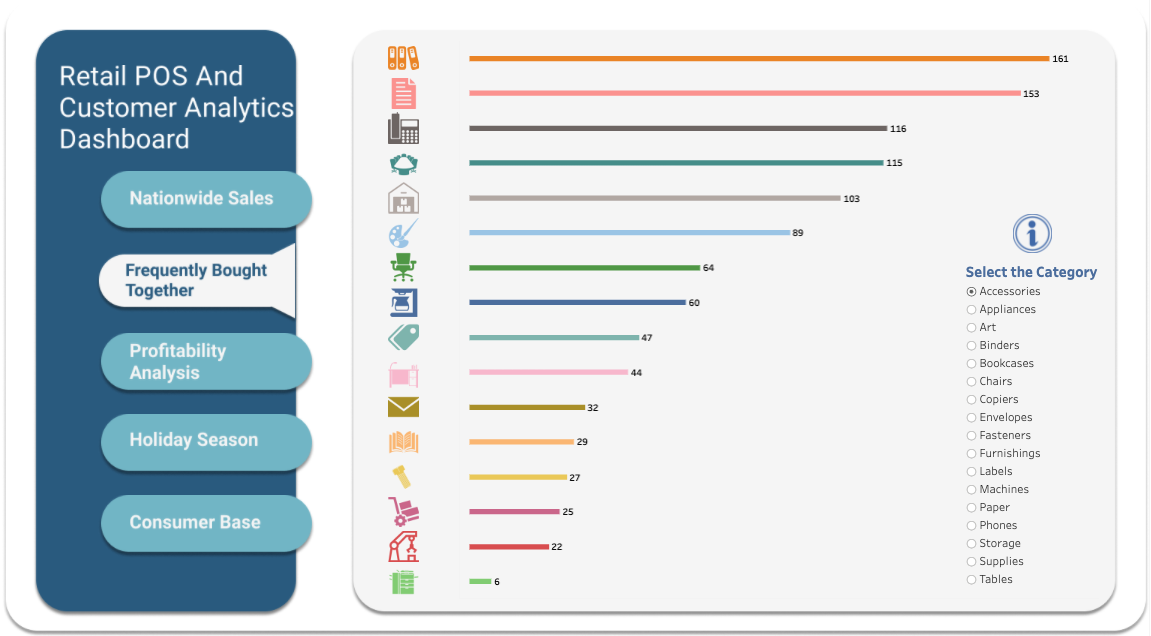 Retail POS And
Customer Analytics
Dashboard
Nationwide Sales
Frequently Bought
Together
Profitability
Analysis
Holiday Season
Consumer Base
161
153
116
115
103
89
64
60
47
44
32
29
27
25
22
6
i
Select the Category
Accessories
Appliances
Art
Binders
Bookcases
Chairs
Copiers
Envelopes
Fasteners
Furnishings
Labels
Machines
Paper
Phones
Storage
Supplies
Tables